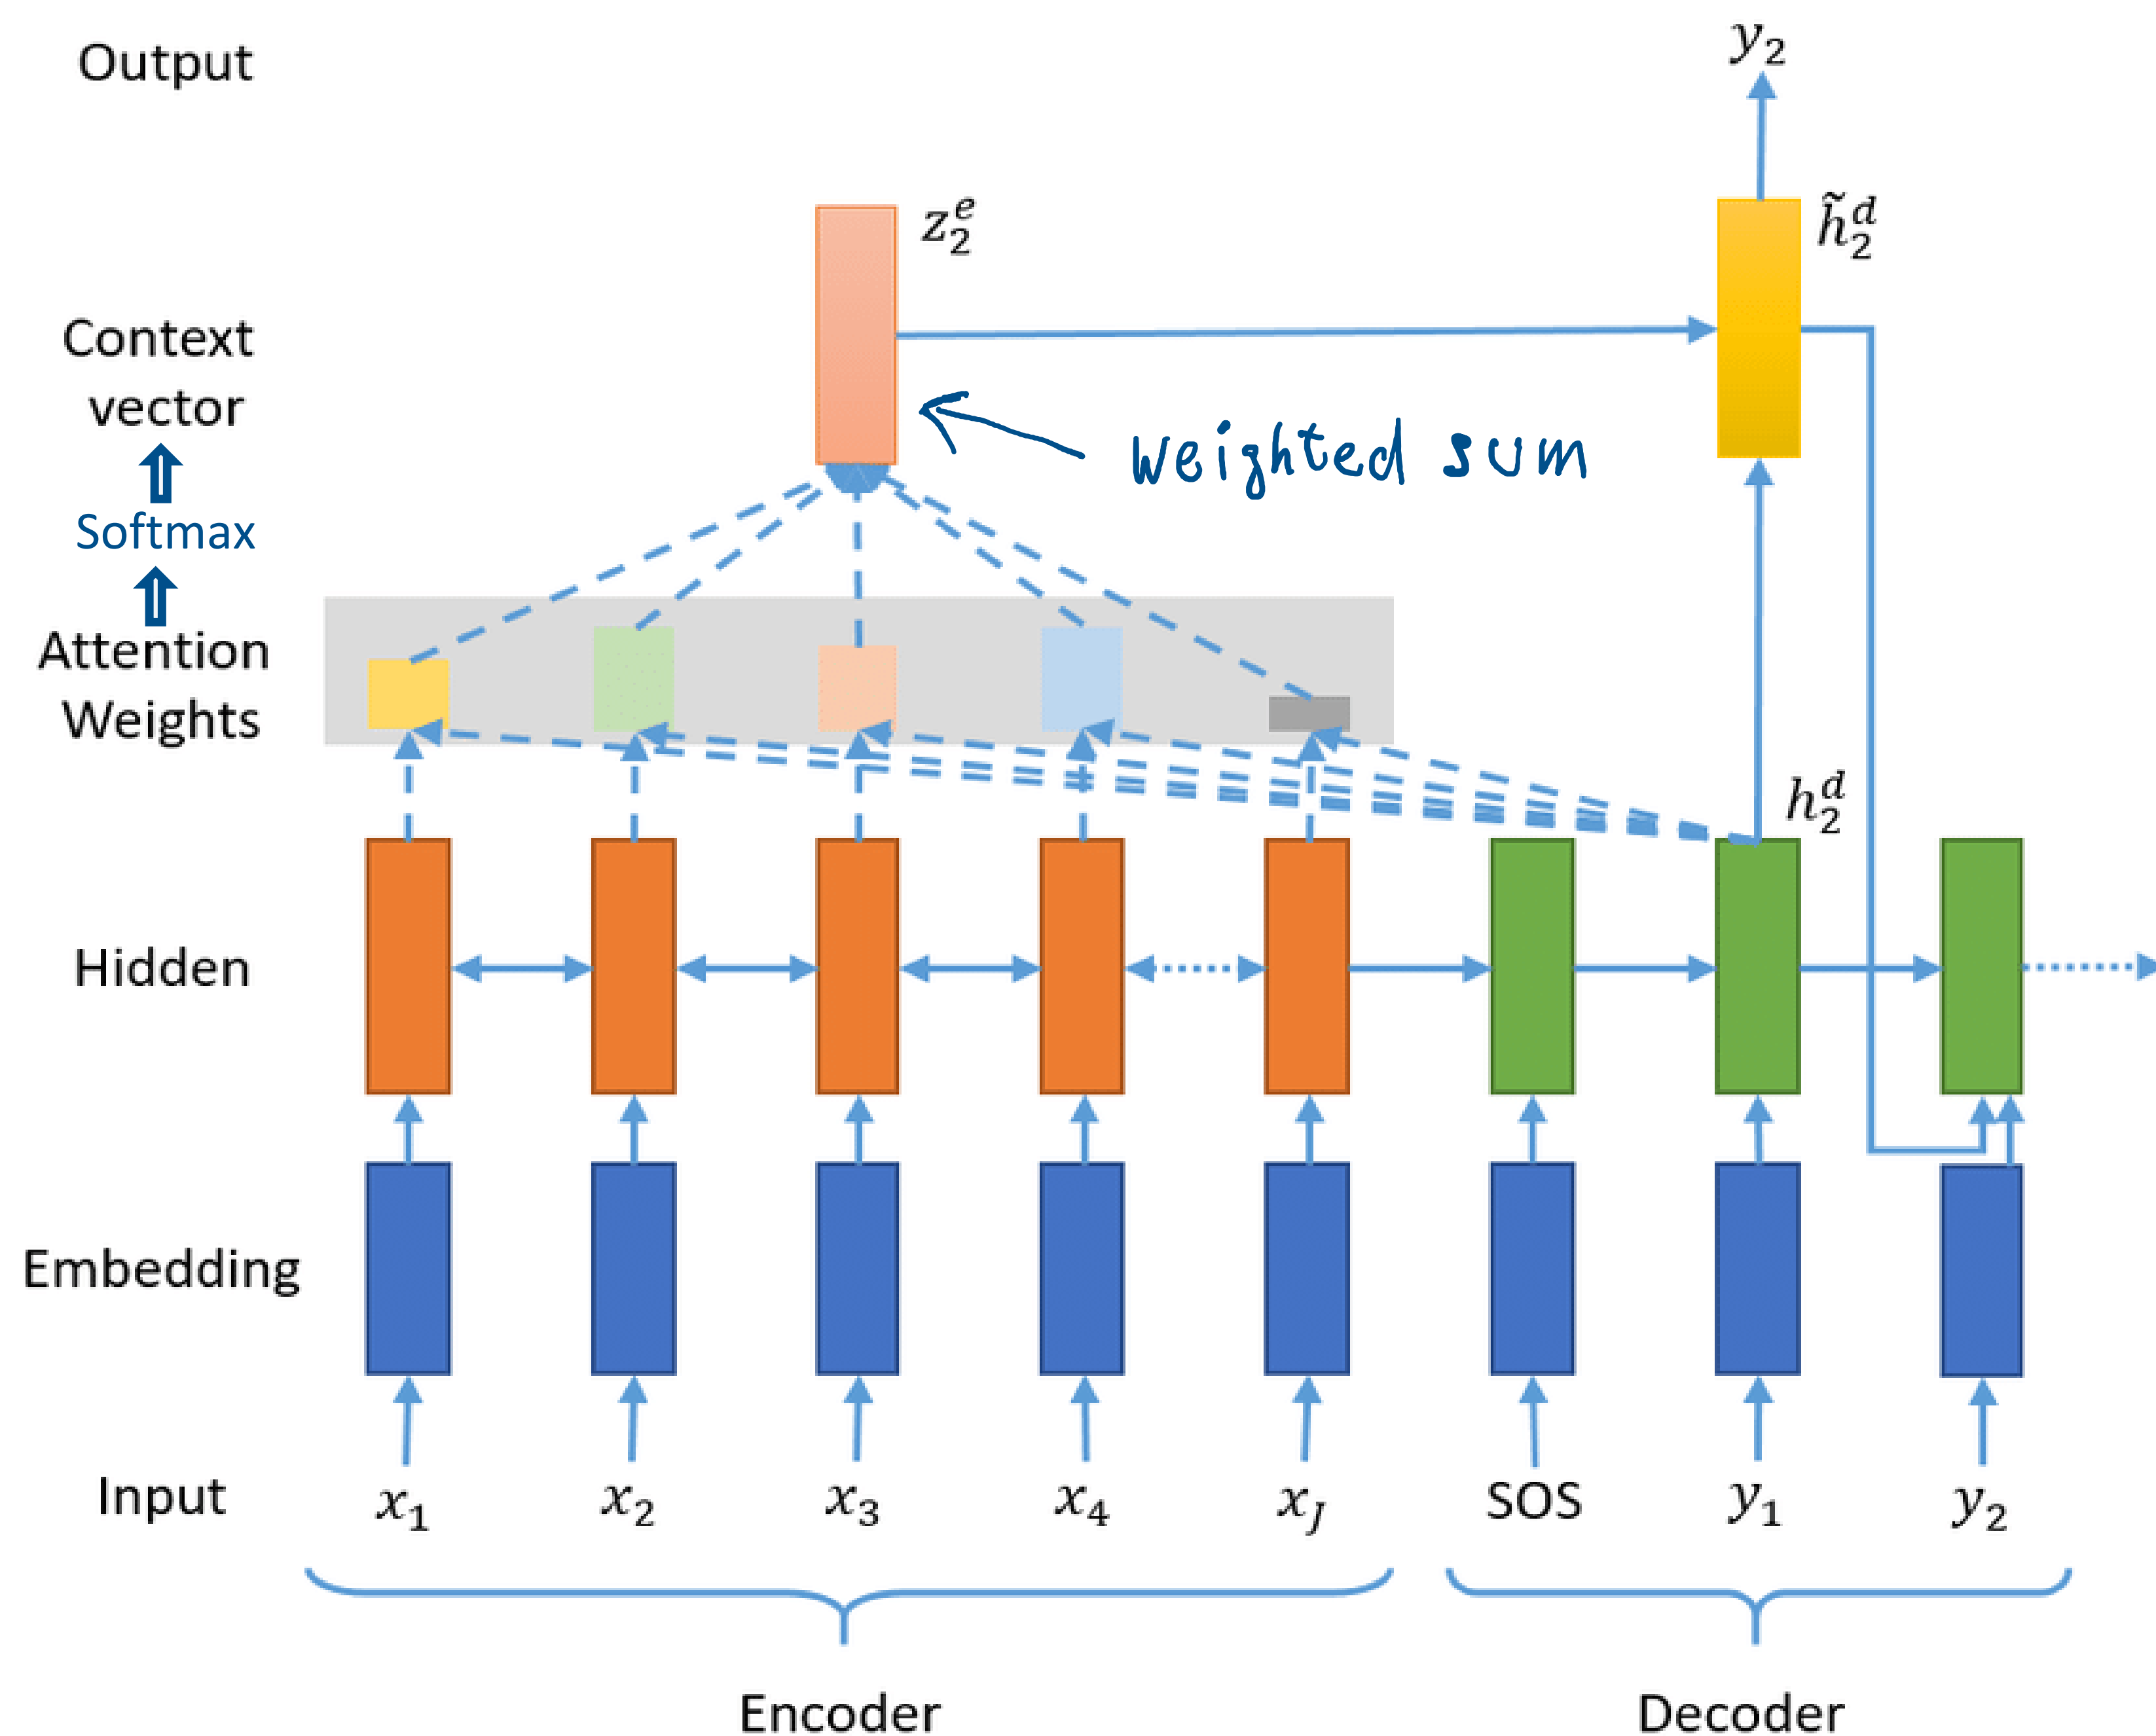 Output
y₂
z₂ᵉ
h̃₂ᵈ
Context
vector
weighted sum
Softmax
Attention
Weights
h₂ᵈ
Hidden
Embedding
Input x₁ x₂ x₃ x₄ x_J SOS y₁ y₂
Encoder Decoder